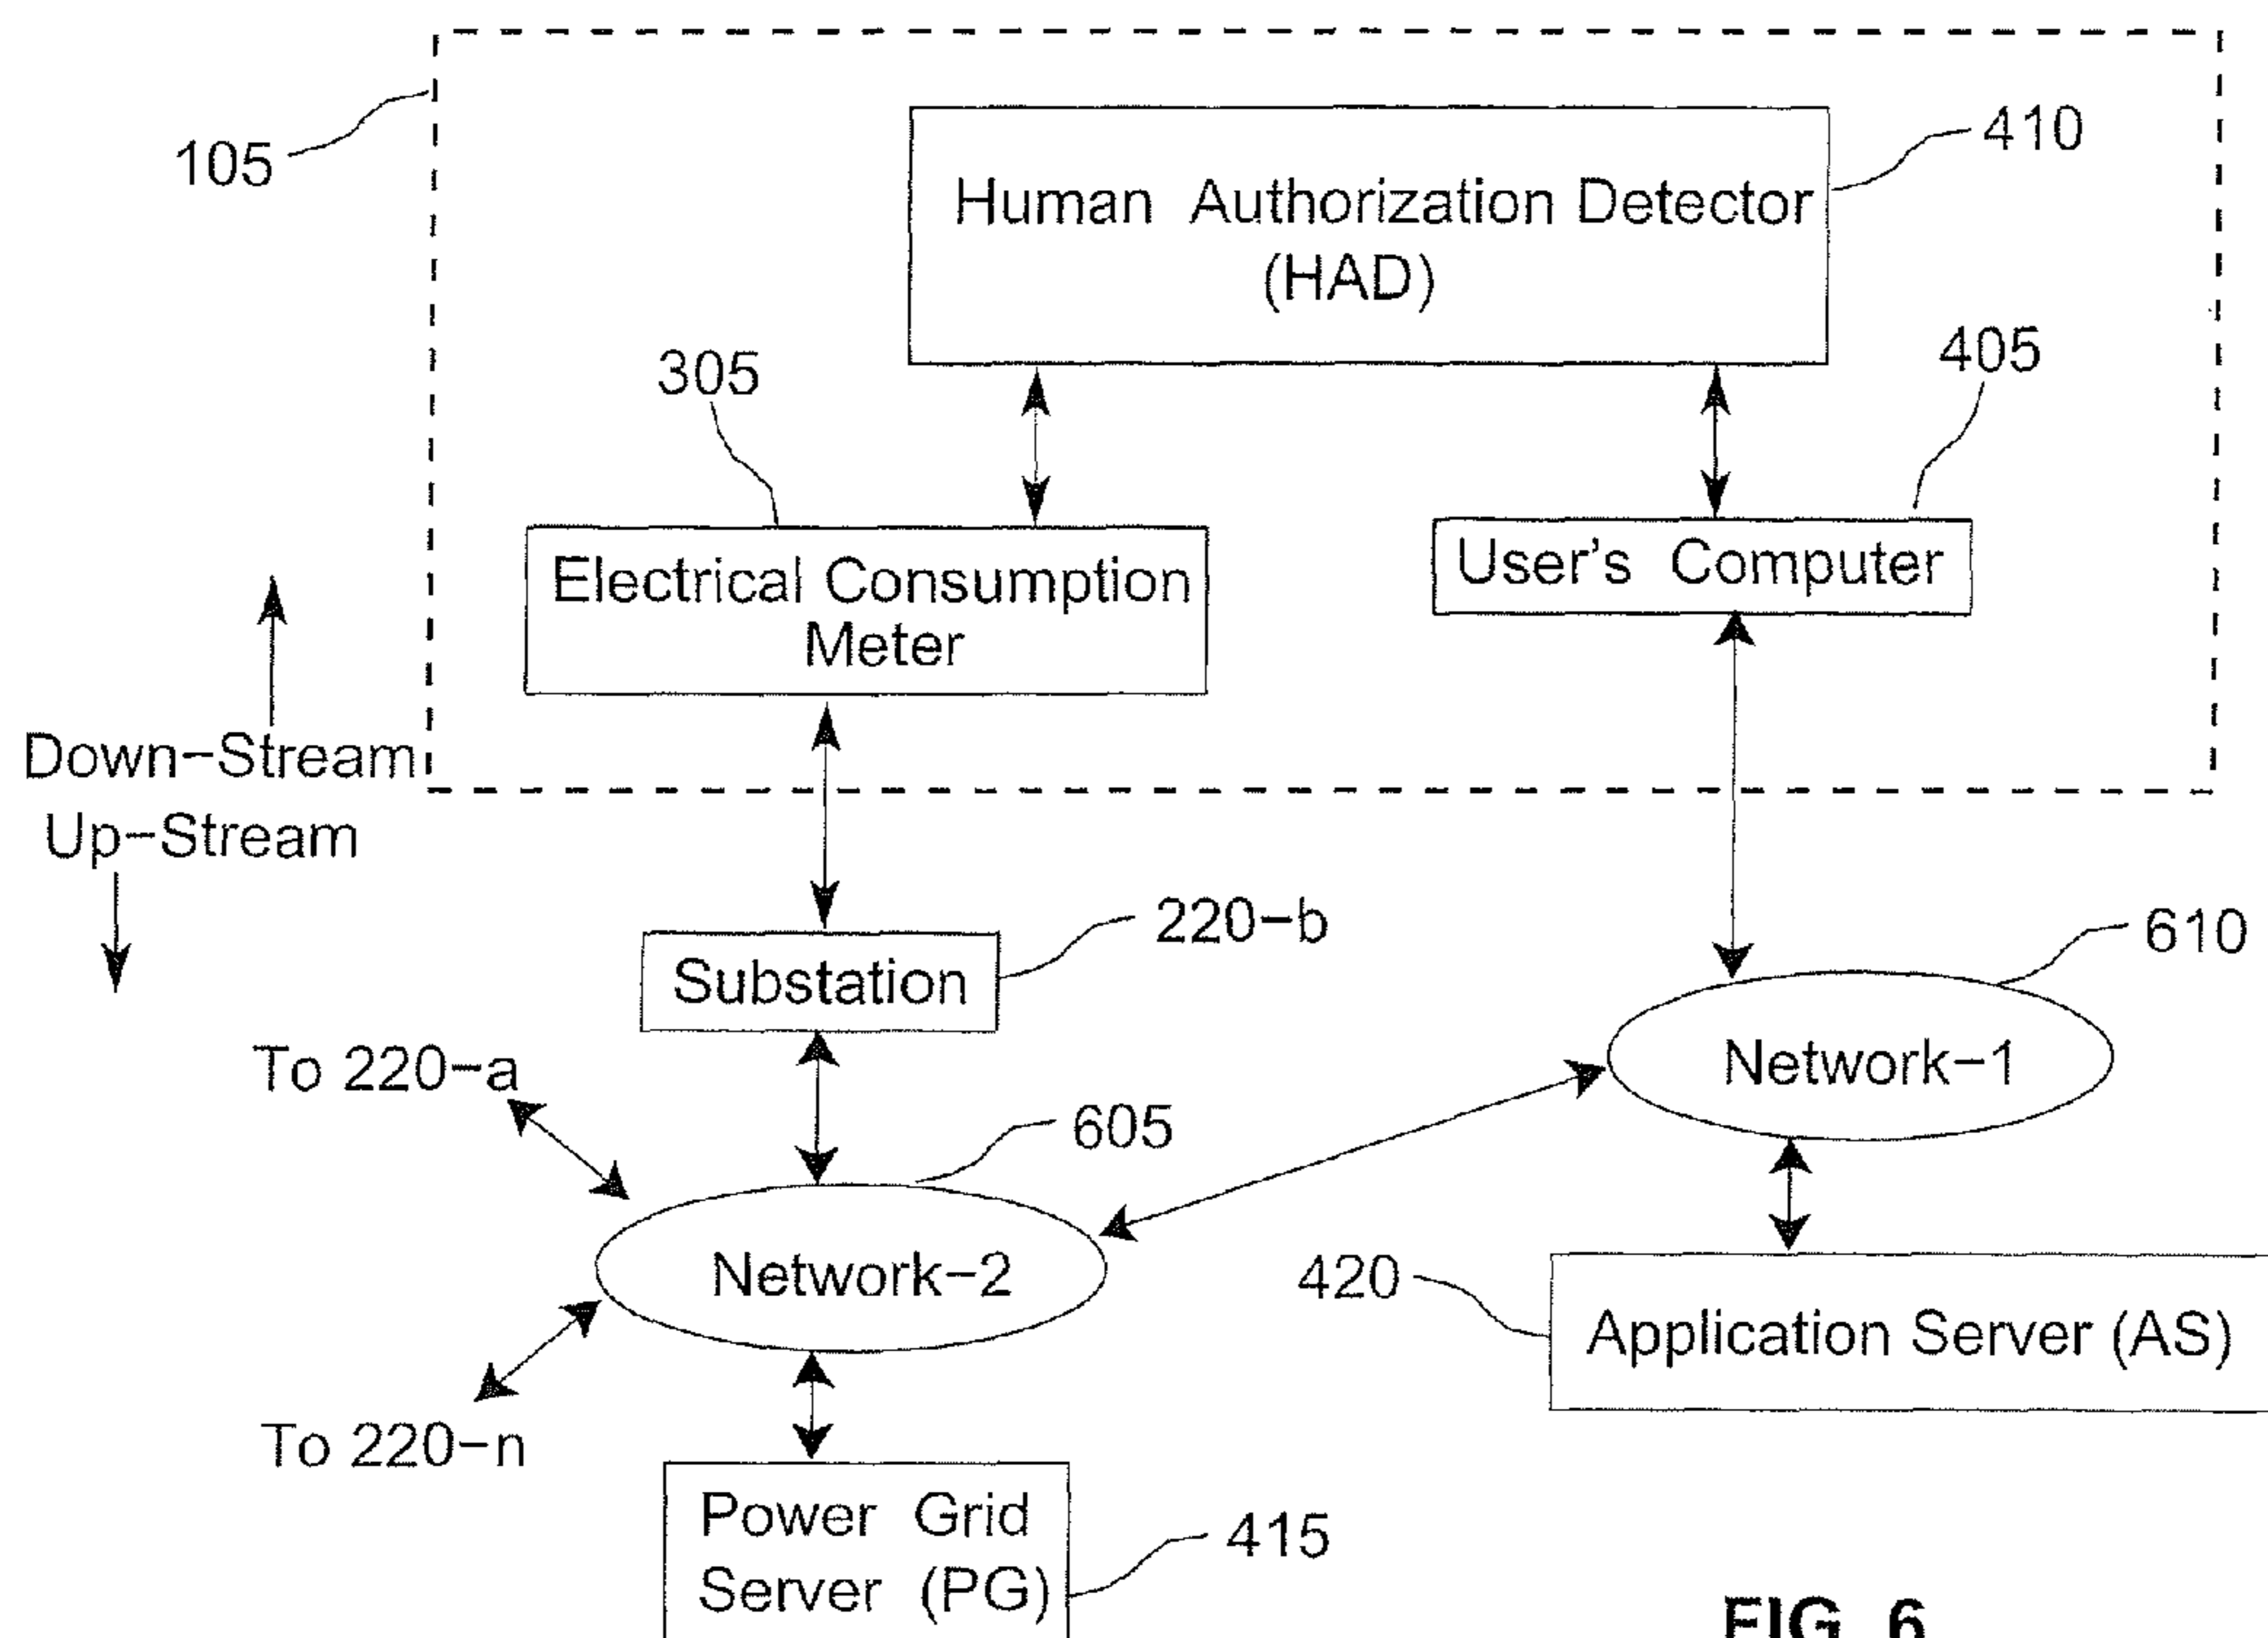 105
410
Human Authorization Detector
(HAD)
305
405
Electrical Consumption
Meter
User's Computer
Down-Stream
Up-Stream
220-b
Substation
610
Network-1
To 220-a
605
Network-2
420
Application Server (AS)
To 220-n
Power Grid
Server (PG)
415
FIG. 6